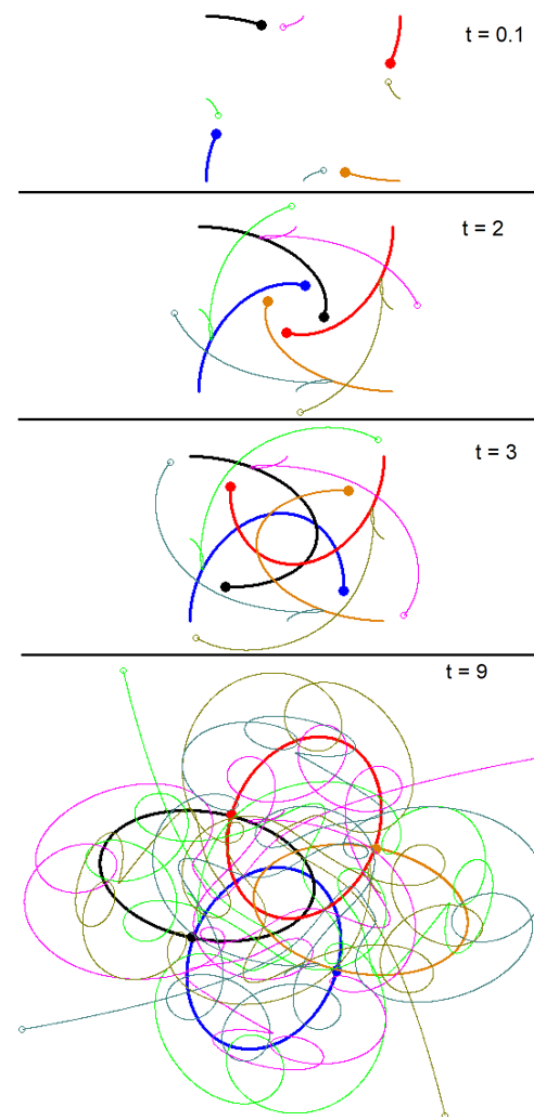 t = 0.1
t = 2
t = 3
t = 9